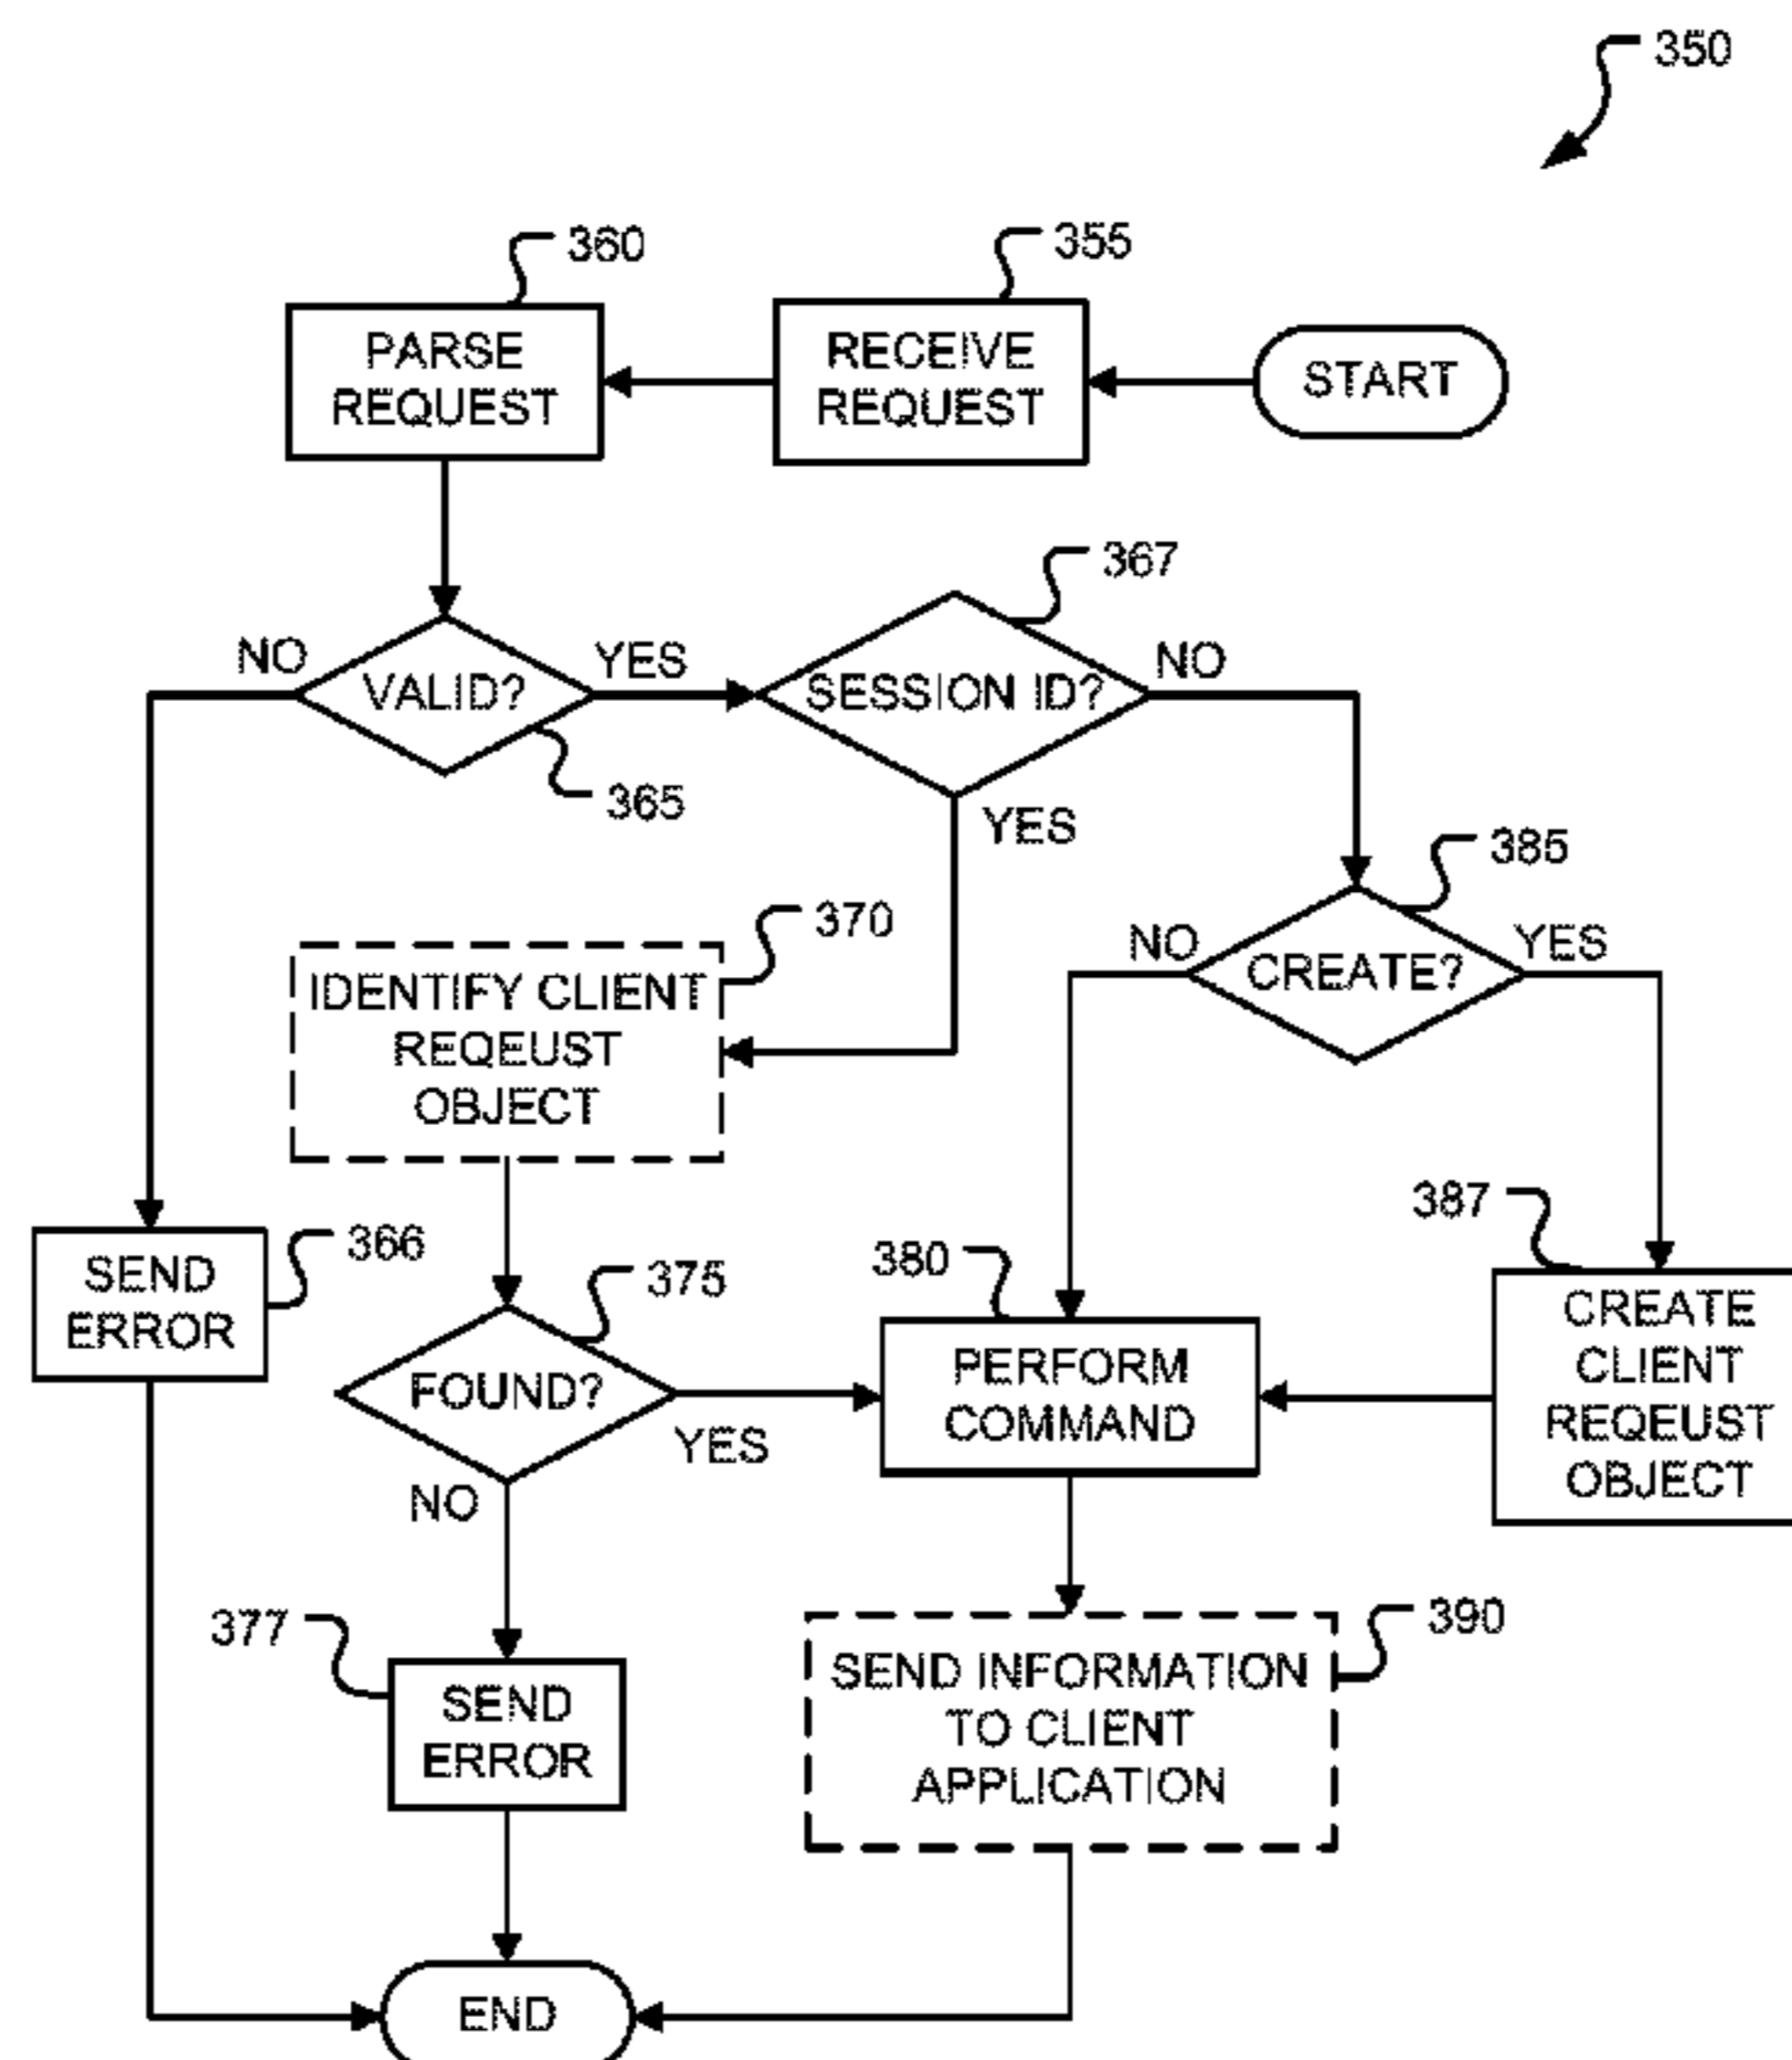 350
360
355
PARSE
REQUEST
RECEIVE
REQUEST
START
367
NO
VALID?
YES
SESSION ID?
NO
365
YES
385
370
NO
CREATE?
YES
IDENTIFY CLIENT
REQEUST
OBJECT
387
366
380
375
SEND
ERROR
FOUND?
YES
NO
PERFORM
COMMAND
CREATE
CLIENT
REQEUST
OBJECT
377
390
SEND
ERROR
SEND INFORMATION
TO CLIENT
APPLICATION
END